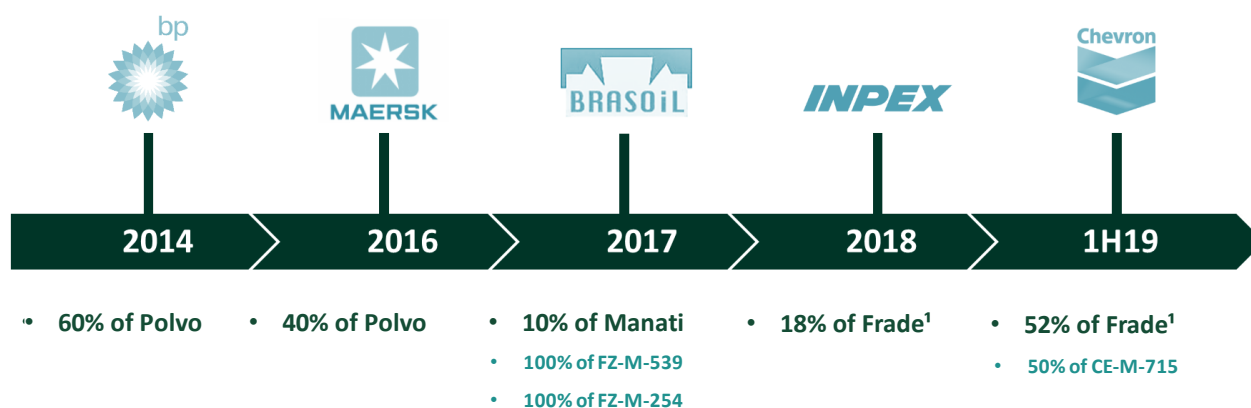 bp
MAERSK
BRASOiL
INPEX
Chevron
2014
2016
2017
2018
1H19
• 60% of Polvo
• 40% of Polvo
• 10% of Manati
• 100% of FZ-M-539
• 100% of FZ-M-254
• 18% of Frade¹
• 52% of Frade¹
• 50% of CE-M-715